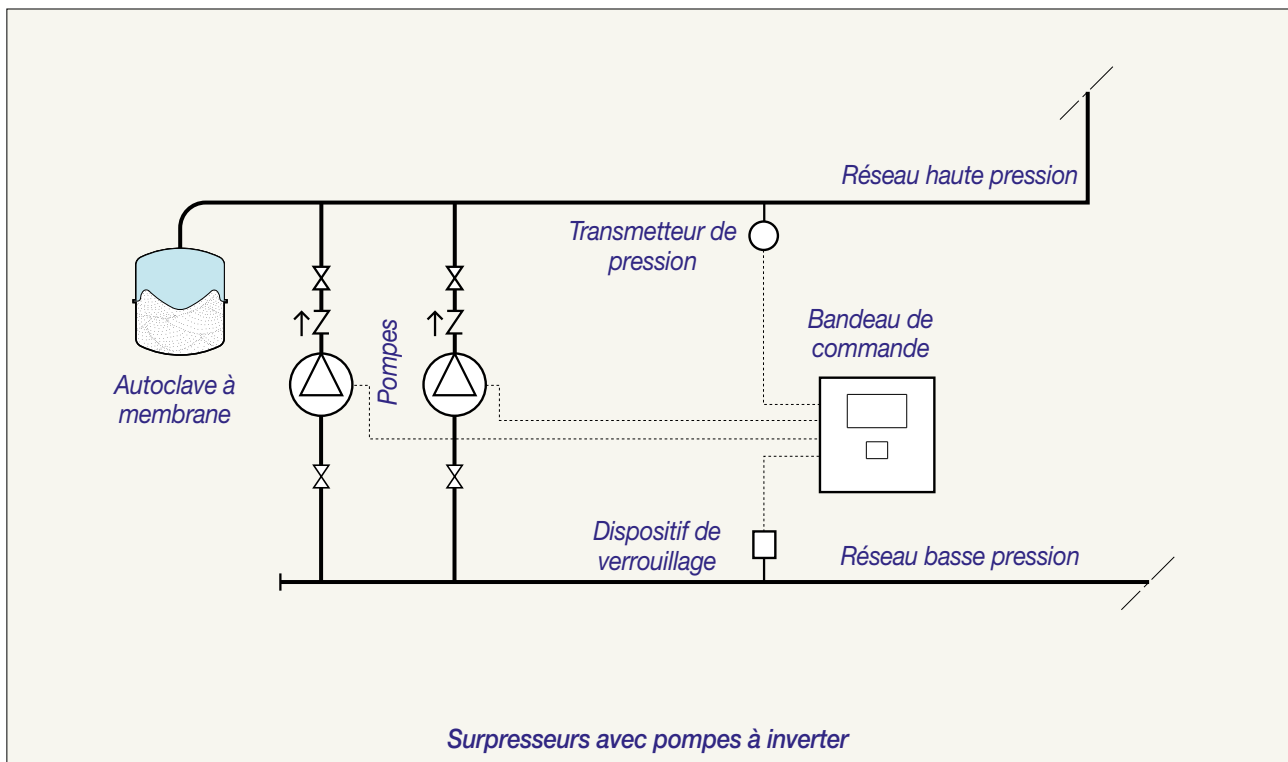 Réseau haute pression
Transmetteur de
pression
Bandeau de
commande
Pompes
Autoclave à
membrane
Dispositif de
verrouillage
Réseau basse pression
Surpresseurs avec pompes à inverter